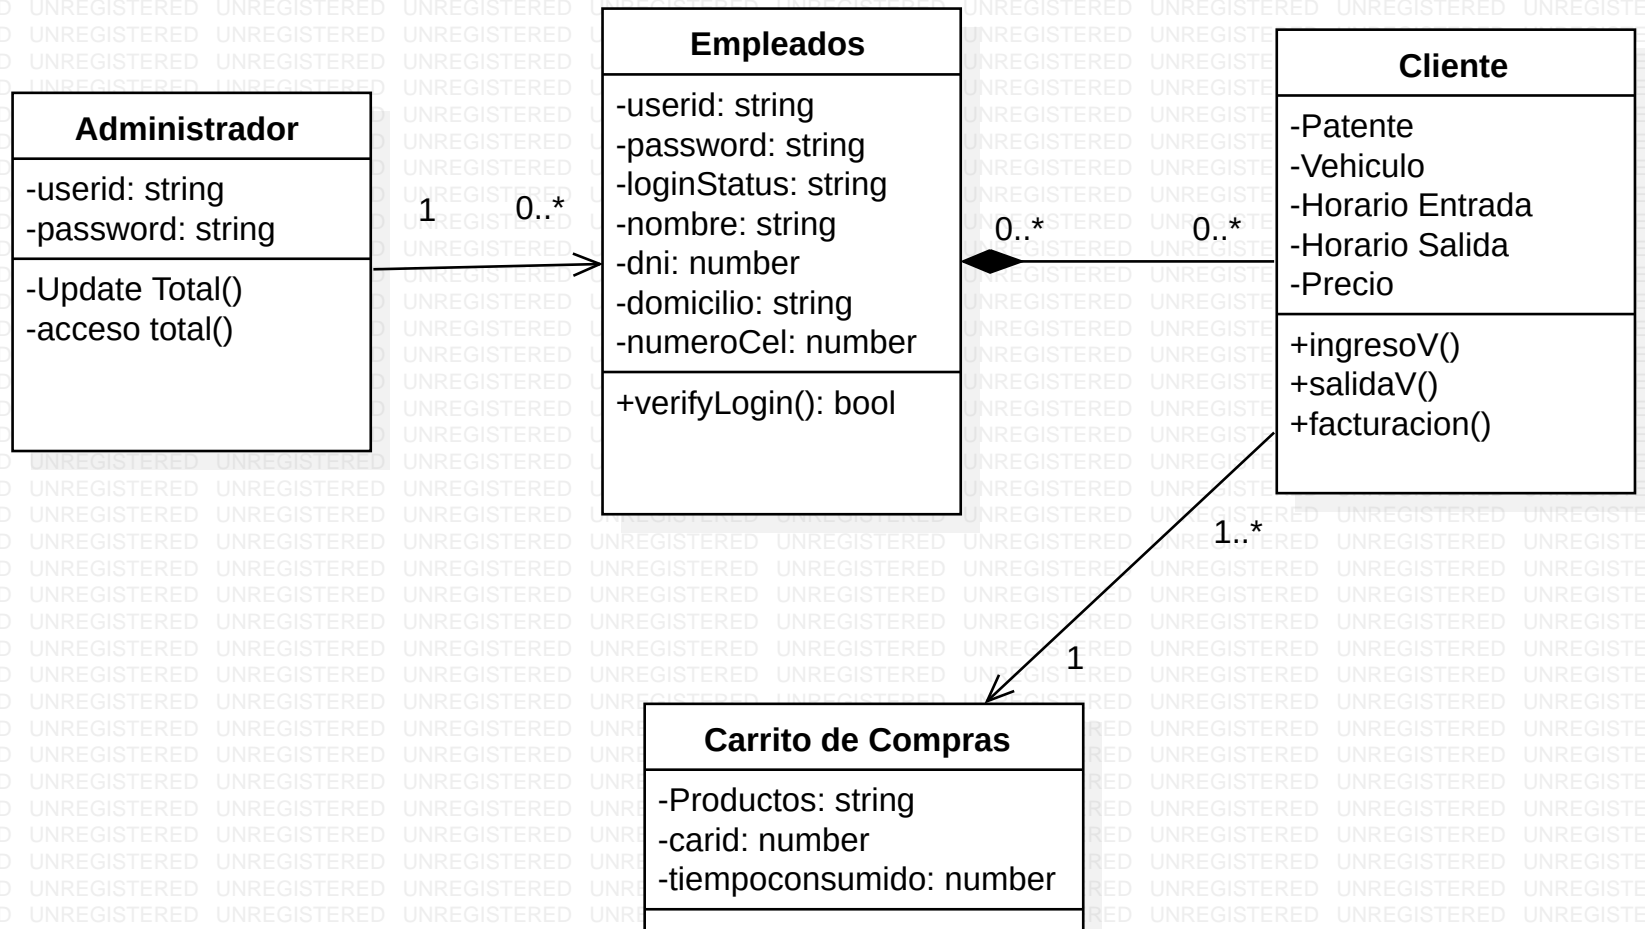 Administrador
-userid: string
-password: string
-Update Total()
-acceso total()
1
0..*
Empleados
-userid: string
-password: string
-loginStatus: string
-nombre: string
-dni: number
-domicilio: string
-numeroCel: number
+verifyLogin(): bool
0..*
0..*
Cliente
-Patente
-Vehiculo
-Horario Entrada
-Horario Salida
-Precio
+ingresoV()
+salidaV()
+facturacion()
1..*
1
Carrito de Compras
-Productos: string
-carid: number
-tiempoconsumido: number
UNREGISTERED